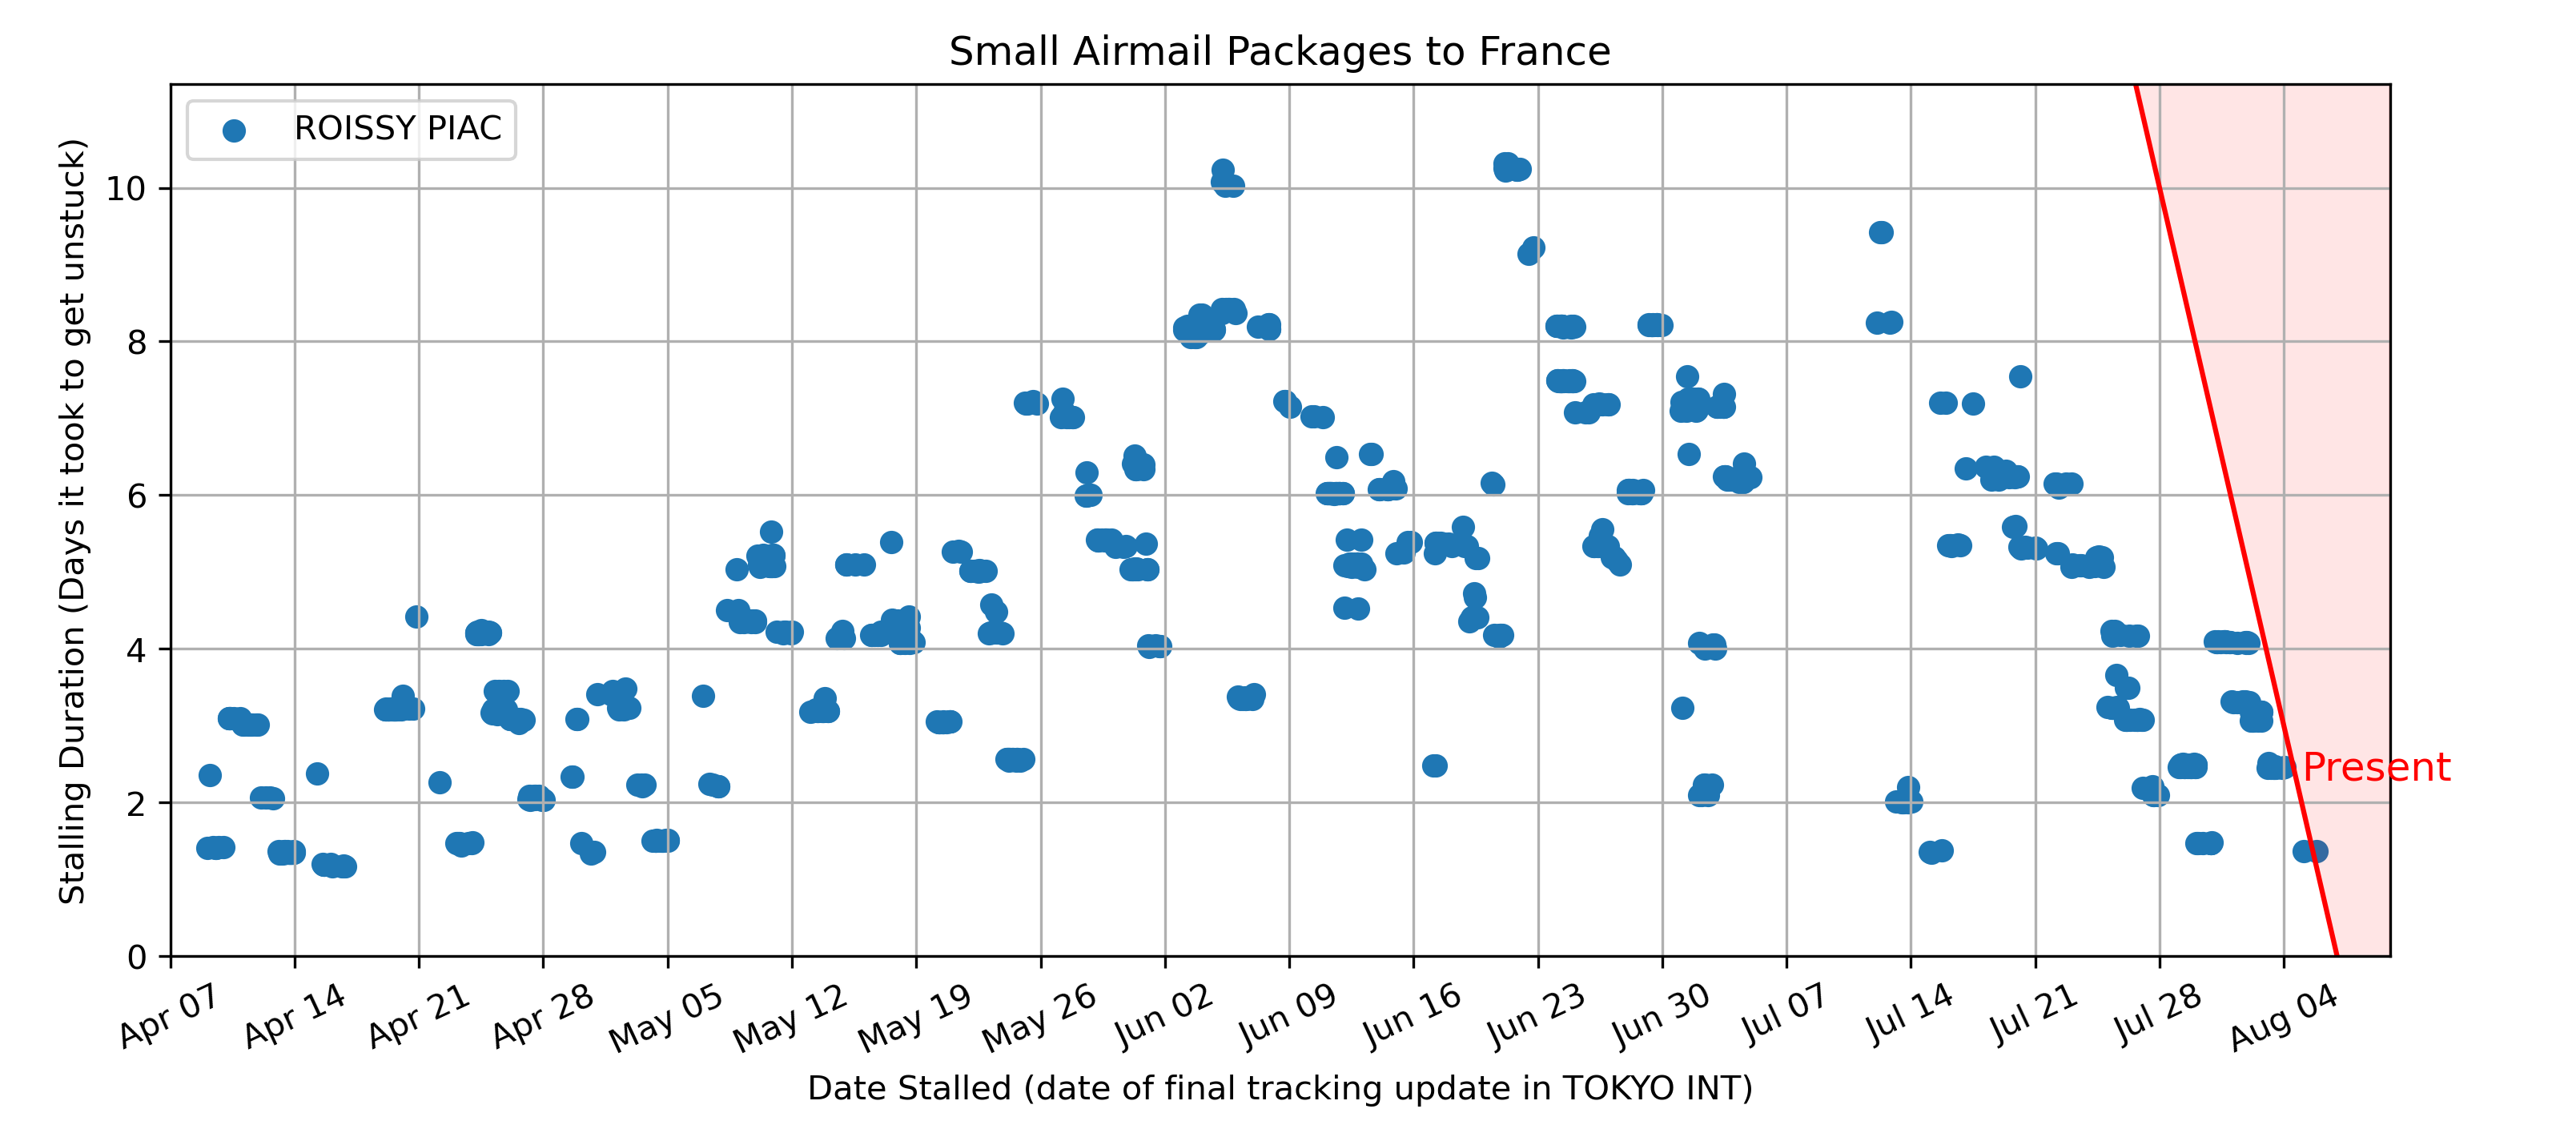 Small Airmail Packages to France
ROISSY PIAC
Stalling Duration (Days it took to get unstuck)
10
8
6
4
2
0
Present
Apr 07
Apr 14
Apr 21
Apr 28
May 05
May 12
May 19
May 26
Jun 02
Jun 09
Jun 16
Jun 23
Jun 30
Jul 07
Jul 14
Jul 21
Jul 28
Aug 04
Date Stalled (date of final tracking update in TOKYO INT)